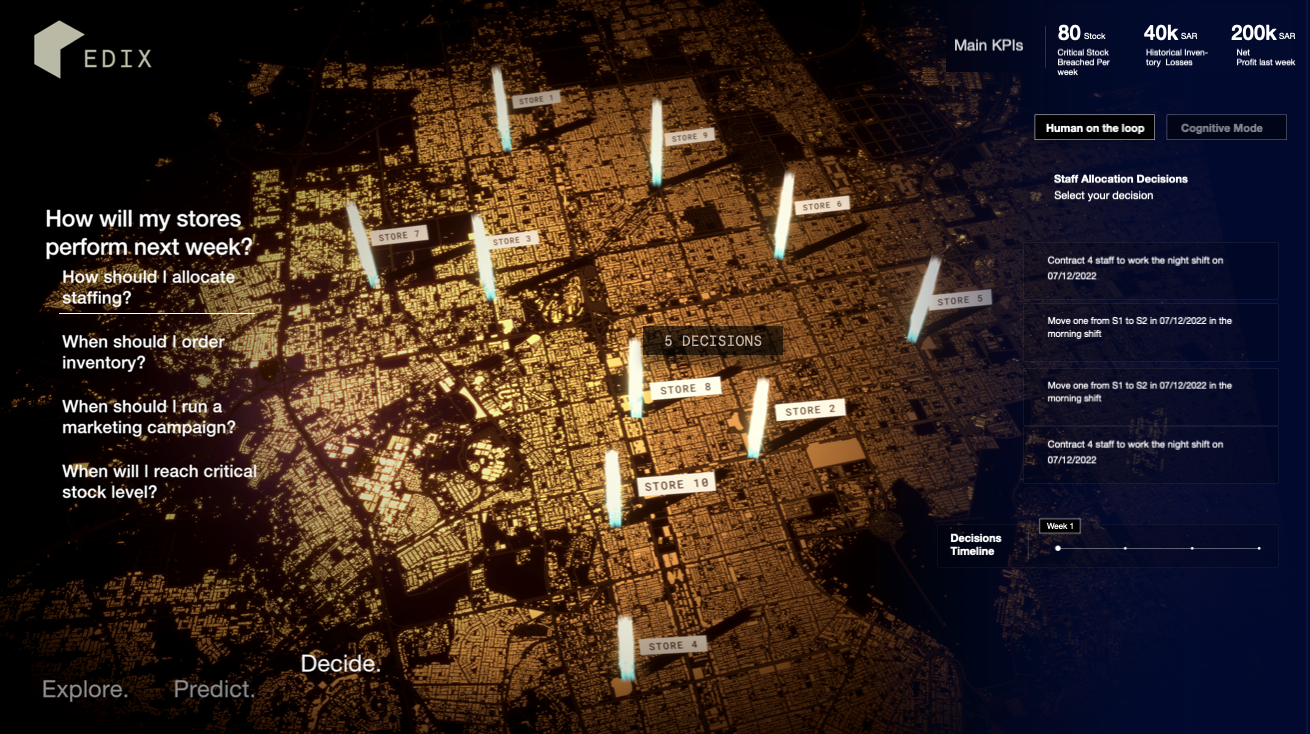 EDIX
Main KPIs
80 Stock
Critical Stock
Breached Per
week
40k SAR
Historical Inven-
tory Losses
200k SAR
Net
Profit last week
Human on the loop
Cognitive Mode
Staff Allocation Decisions
Select your decision
How will my stores
perform next week?
How should I allocate
staffing?
When should I order
inventory?
When should I run a
marketing campaign?
When will I reach critical
stock level?
STORE 1
STORE 9
STORE 6
STORE 7
STORE 3
STORE 5
5 DECISIONS
STORE 8
STORE 2
STORE 10
STORE 4
Contract 4 staff to work the night shift on
07/12/2022
Move one from S1 to S2 in 07/12/2022 in the
morning shift
Move one from S1 to S2 in 07/12/2022 in the
morning shift
Contract 4 staff to work the night shift on
07/12/2022
Decisions
Timeline
Week 1
Explore.
Predict.
Decide.